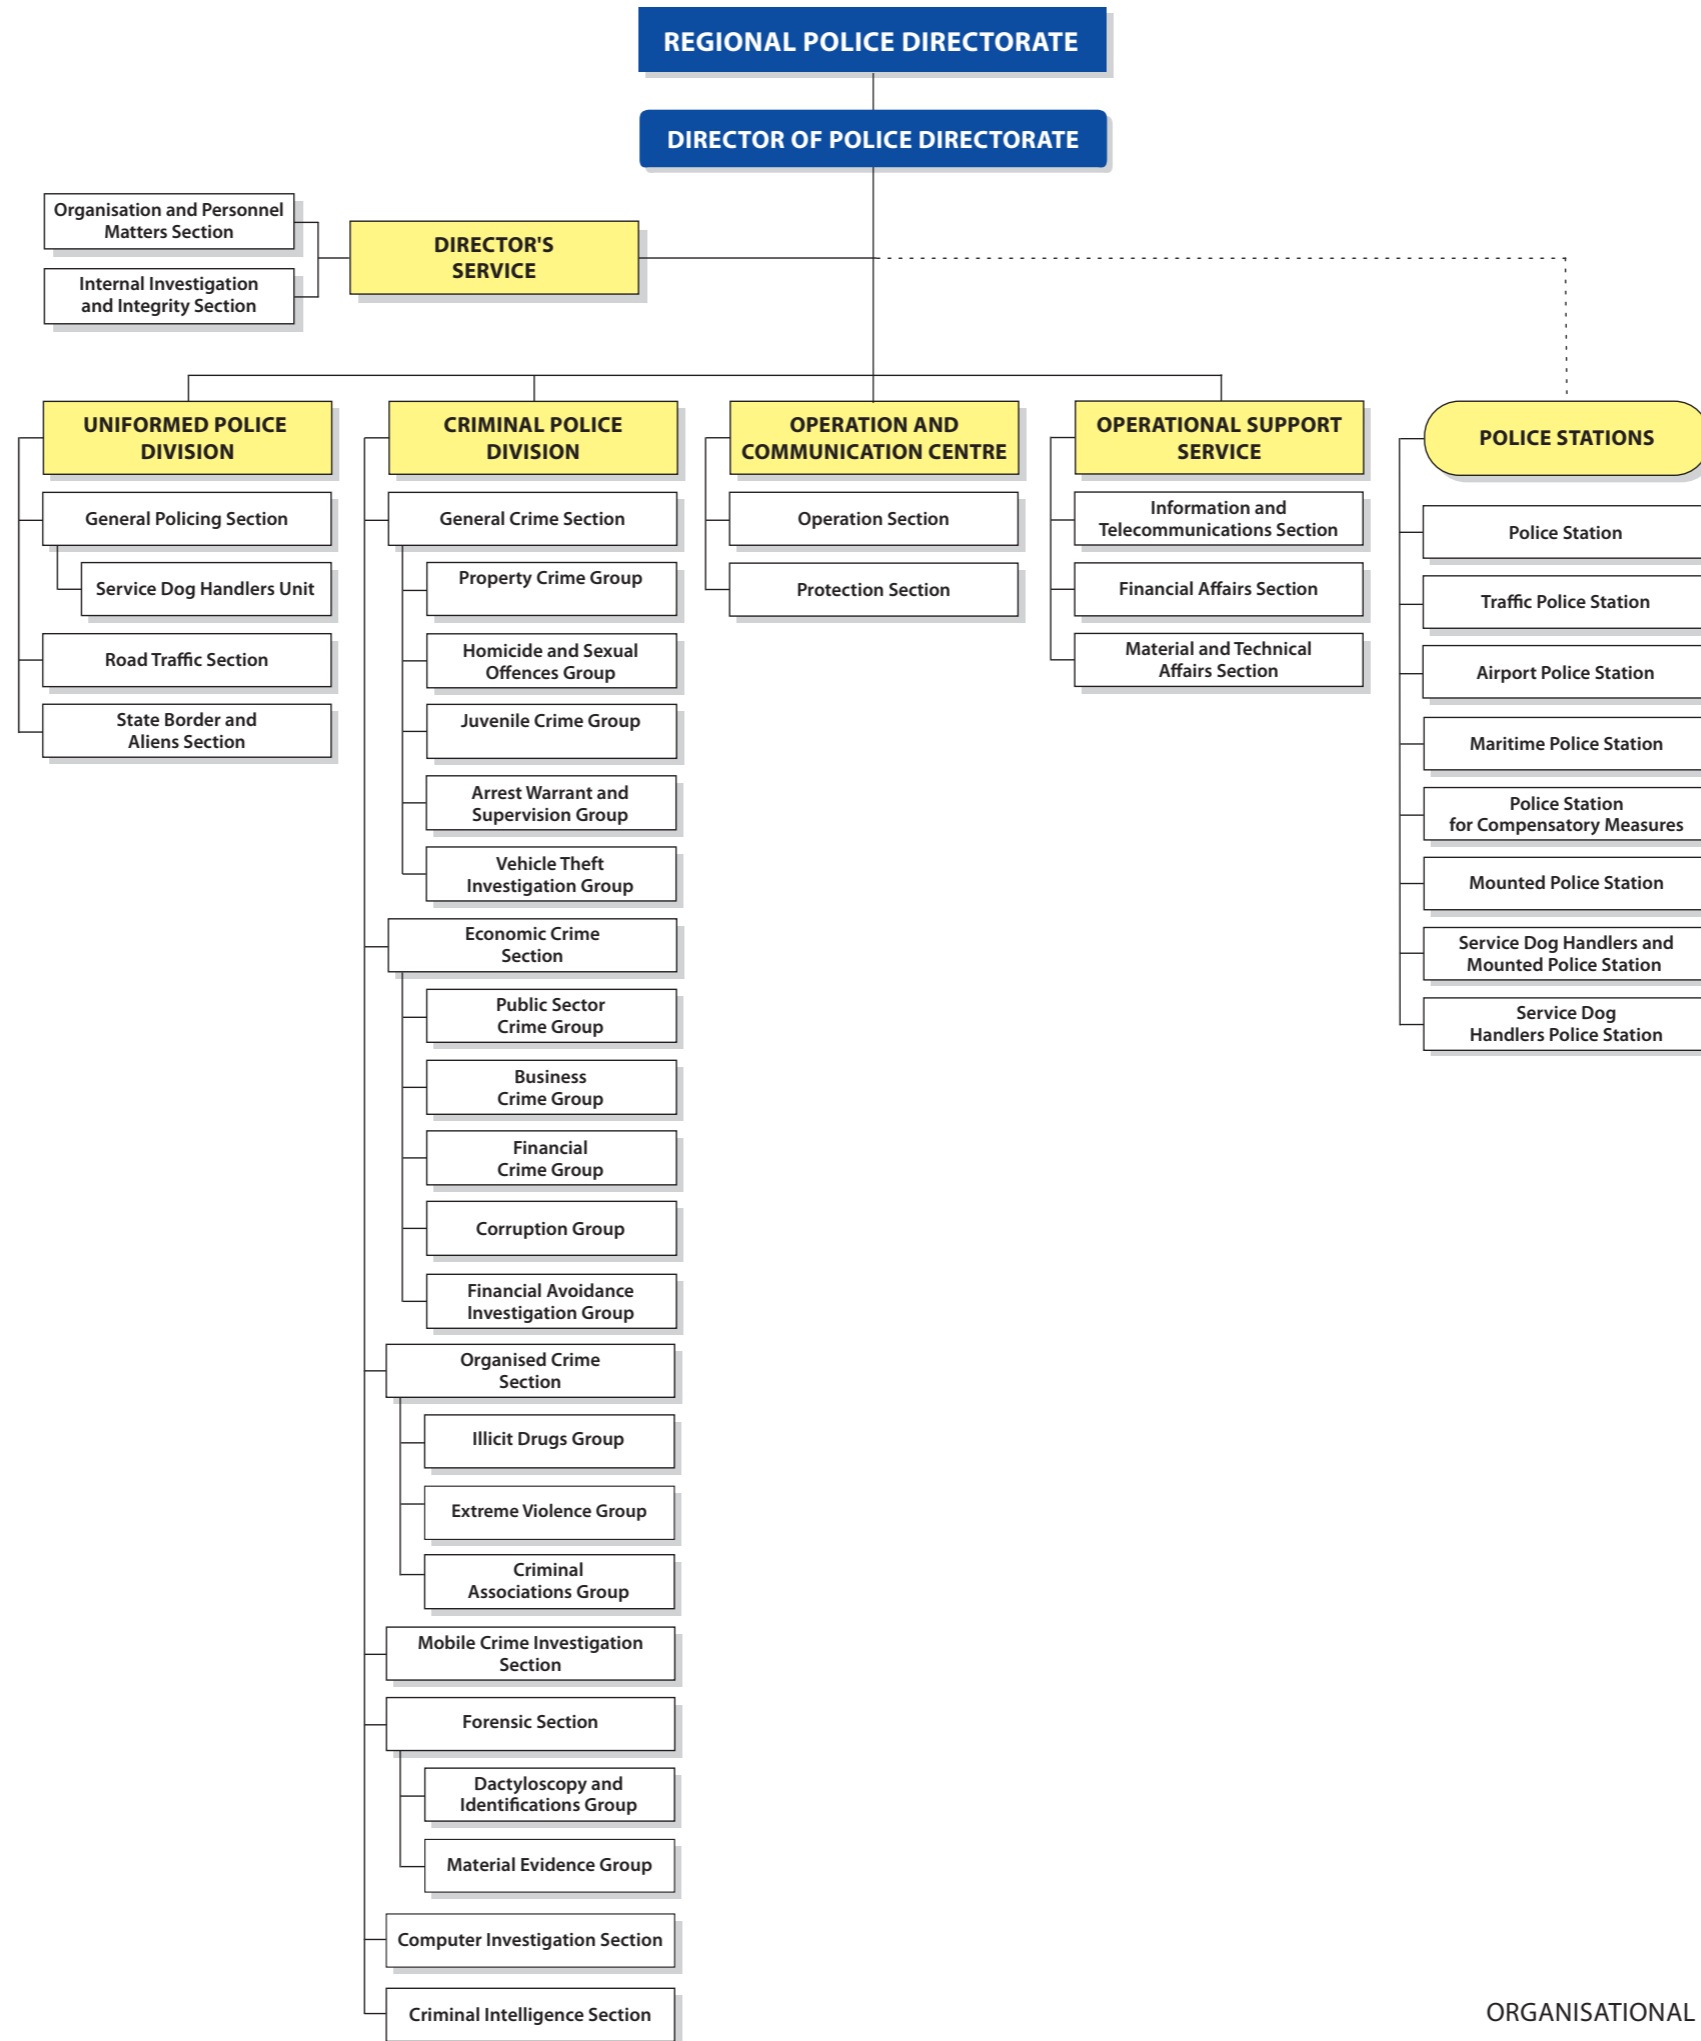 REGIONAL POLICE DIRECTORATE
DIRECTOR OF POLICE DIRECTORATE
Organisation and Personnel
Matters Section
Internal Investigation
and Integrity Section
DIRECTOR'S
SERVICE
UNIFORMED POLICE
DIVISION
General Policing Section
Service Dog Handlers Unit
Road Traffic Section
State Border and
Aliens Section
CRIMINAL POLICE
DIVISION
General Crime Section
Property Crime Group
Homicide and Sexual
Offences Group
Juvenile Crime Group
Arrest Warrant and
Supervision Group
Vehicle Theft
Investigation Group
Economic Crime
Section
Public Sector
Crime Group
Business
Crime Group
Financial
Crime Group
Corruption Group
Financial Avoidance
Investigation Group
Organised Crime
Section
Illicit Drugs Group
Extreme Violence Group
Criminal
Associations Group
Mobile Crime Investigation
Section
Forensic Section
Dactyloscopy and
Identifications Group
Material Evidence Group
Computer Investigation Section
Criminal Intelligence Section
OPERATION AND
COMMUNICATION CENTRE
Operation Section
Protection Section
OPERATIONAL SUPPORT
SERVICE
Information and
Telecommunications Section
Financial Affairs Section
Material and Technical
Affairs Section
POLICE STATIONS
Police Station
Traffic Police Station
Airport Police Station
Maritime Police Station
Police Station
for Compensatory Measures
Mounted Police Station
Service Dog Handlers and
Mounted Police Station
Service Dog
Handlers Police Station
ORGANISATIONAL